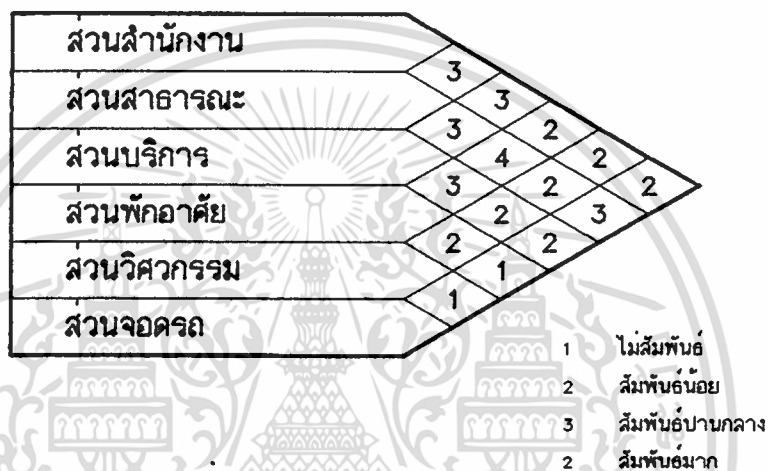 สวนสำนักงาน
3
3
สวนสาธารณะ
3 2
4 2
สวนบริการ
3 2 2
2 3
สวนพักอาศัย
2 2
1
สวนวิศวกรรม
1
สวนจอดรถ
1 ไม่สัมพันธ์
2 สัมพันธ์น้อย
3 สัมพันธ์ปานกลาง
2 สัมพันธ์มาก